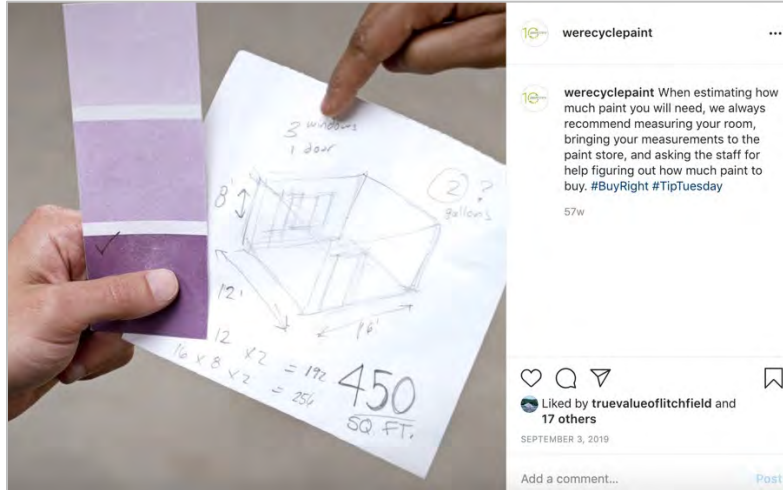 werecyclepaint
werecyclepaint When estimating how
much paint you will need, we always
recommend measuring your room,
bringing your measurements to the
paint store, and asking the staff for
help figuring out how much paint to
buy. #BuyRight #TipTuesday
57w
3 windows
1 door
2 ?
gallons
8'
12'
16'
12 x 2 = 192
16 x 8 x 2 = 256
450
SQ. FT.
Liked by truevalueoflitchfield and
17 others
SEPTEMBER 3, 2019
Add a comment...
Post